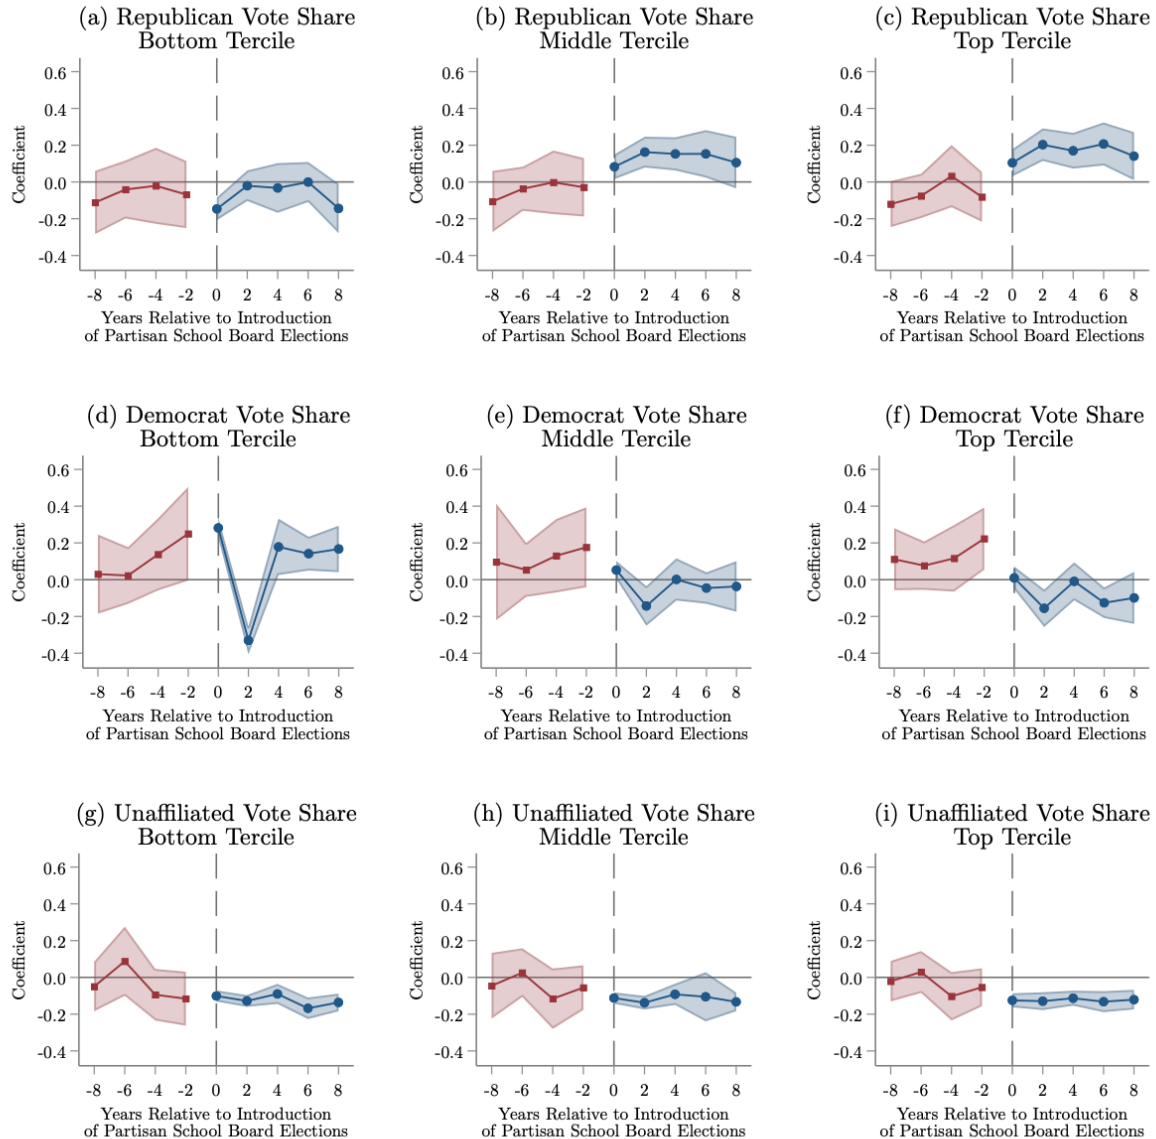 (a) Republican Vote Share
Bottom Tercile
0.6
0.4
0.2
0.0
-0.2
-0.4
Coefficient
-8 -6 -4 -2 0 2 4 6 8
Years Relative to Introduction
of Partisan School Board Elections
(b) Republican Vote Share
Middle Tercile
0.6
0.4
0.2
0.0
-0.2
-0.4
Coefficient
-8 -6 -4 -2 0 2 4 6 8
Years Relative to Introduction
of Partisan School Board Elections
(c) Republican Vote Share
Top Tercile
0.6
0.4
0.2
0.0
-0.2
-0.4
Coefficient
-8 -6 -4 -2 0 2 4 6 8
Years Relative to Introduction
of Partisan School Board Elections
(d) Democrat Vote Share
Bottom Tercile
0.6
0.4
0.2
0.0
-0.2
-0.4
Coefficient
-8 -6 -4 -2 0 2 4 6 8
Years Relative to Introduction
of Partisan School Board Elections
(e) Democrat Vote Share
Middle Tercile
0.6
0.4
0.2
0.0
-0.2
-0.4
Coefficient
-8 -6 -4 -2 0 2 4 6 8
Years Relative to Introduction
of Partisan School Board Elections
(f) Democrat Vote Share
Top Tercile
0.6
0.4
0.2
0.0
-0.2
-0.4
Coefficient
-8 -6 -4 -2 0 2 4 6 8
Years Relative to Introduction
of Partisan School Board Elections
(g) Unaffiliated Vote Share
Bottom Tercile
0.6
0.4
0.2
0.0
-0.2
-0.4
Coefficient
-8 -6 -4 -2 0 2 4 6 8
Years Relative to Introduction
of Partisan School Board Elections
(h) Unaffiliated Vote Share
Middle Tercile
0.6
0.4
0.2
0.0
-0.2
-0.4
Coefficient
-8 -6 -4 -2 0 2 4 6 8
Years Relative to Introduction
of Partisan School Board Elections
(i) Unaffiliated Vote Share
Top Tercile
0.6
0.4
0.2
0.0
-0.2
-0.4
Coefficient
-8 -6 -4 -2 0 2 4 6 8
Years Relative to Introduction
of Partisan School Board Elections